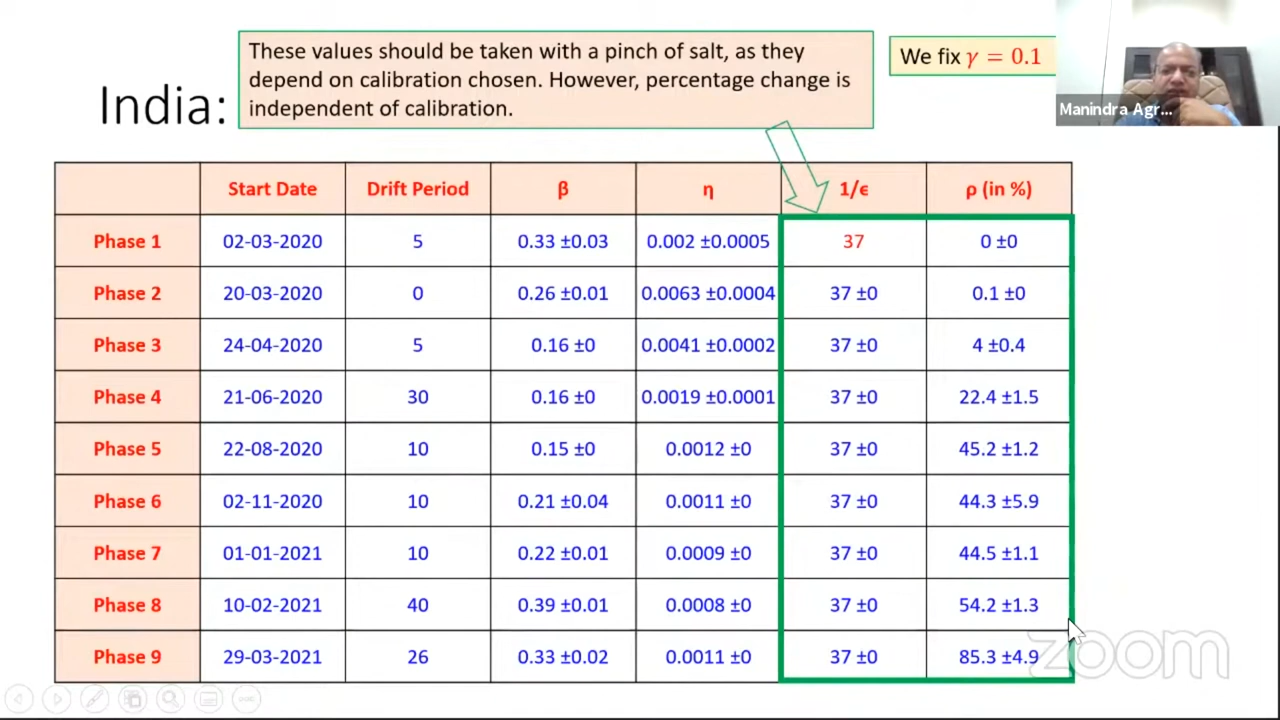 These values should be taken with a pinch of salt, as they
depend on calibration chosen. However, percentage change is
independent of calibration.
We fix γ = 0.1
India:
Manindra Agr...
Start Date Drift Period β η 1/ϵ ρ (in %)
Phase 1 02-03-2020 5 0.33 ±0.03 0.002 ±0.0005 37 0 ±0
Phase 2 20-03-2020 0 0.26 ±0.01 0.0063 ±0.0004 37 ±0 0.1 ±0
Phase 3 24-04-2020 5 0.16 ±0 0.0041 ±0.0002 37 ±0 4 ±0.4
Phase 4 21-06-2020 30 0.16 ±0 0.0019 ±0.0001 37 ±0 22.4 ±1.5
Phase 5 22-08-2020 10 0.15 ±0 0.0012 ±0 37 ±0 45.2 ±1.2
Phase 6 02-11-2020 10 0.21 ±0.04 0.0011 ±0 37 ±0 44.3 ±5.9
Phase 7 01-01-2021 10 0.22 ±0.01 0.0009 ±0 37 ±0 44.5 ±1.1
Phase 8 10-02-2021 40 0.39 ±0.01 0.0008 ±0 37 ±0 54.2 ±1.3
Phase 9 29-03-2021 26 0.33 ±0.02 0.0011 ±0 37 ±0 85.3 ±4.9
zoom